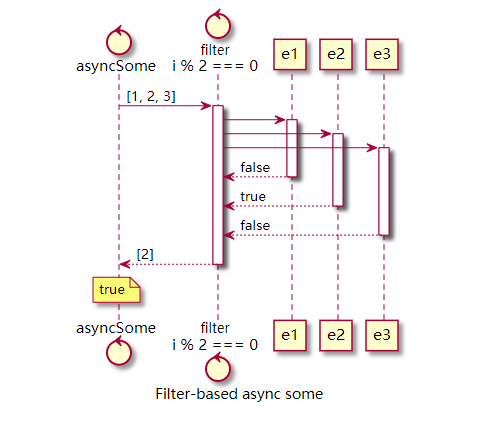 asyncSome
filter
i % 2 === 0
e1
e2
e3
[1, 2, 3]
false
true
false
[2]
true
asyncSome
filter
i % 2 === 0
e1
e2
e3
Filter-based async some